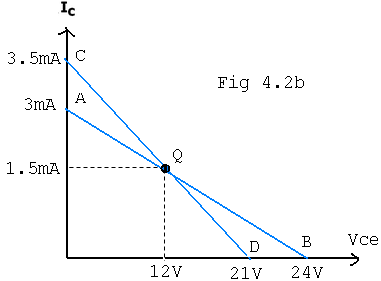 Ic
3.5mA C
Fig 4.2b
3mA A
Q
1.5mA
D B Vce
12V 21V 24V